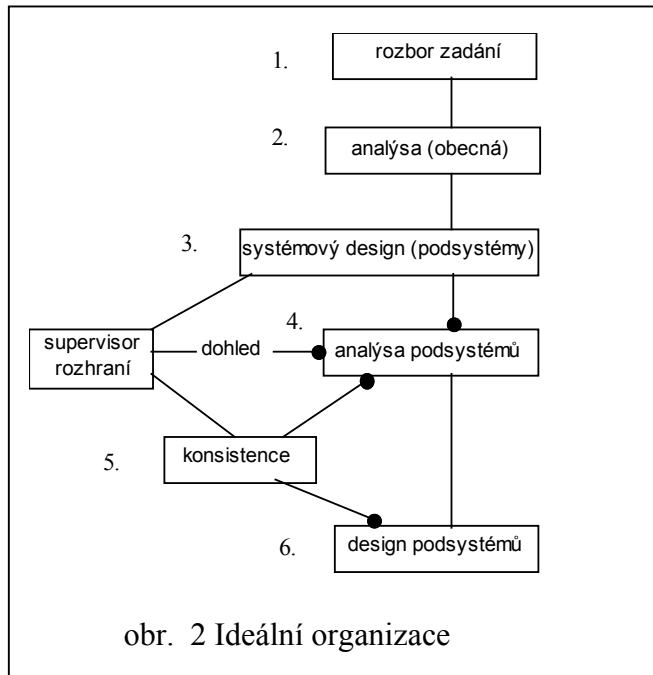 1.
rozbor zadání
2.
analýsa (obecná)
3.
systémový design (podsystémy)
4.
supervisor
rozhraní
dohled
analýsa podsystémů
5.
konsistence
6.
design podsystémů
obr. 2 Ideální organizace